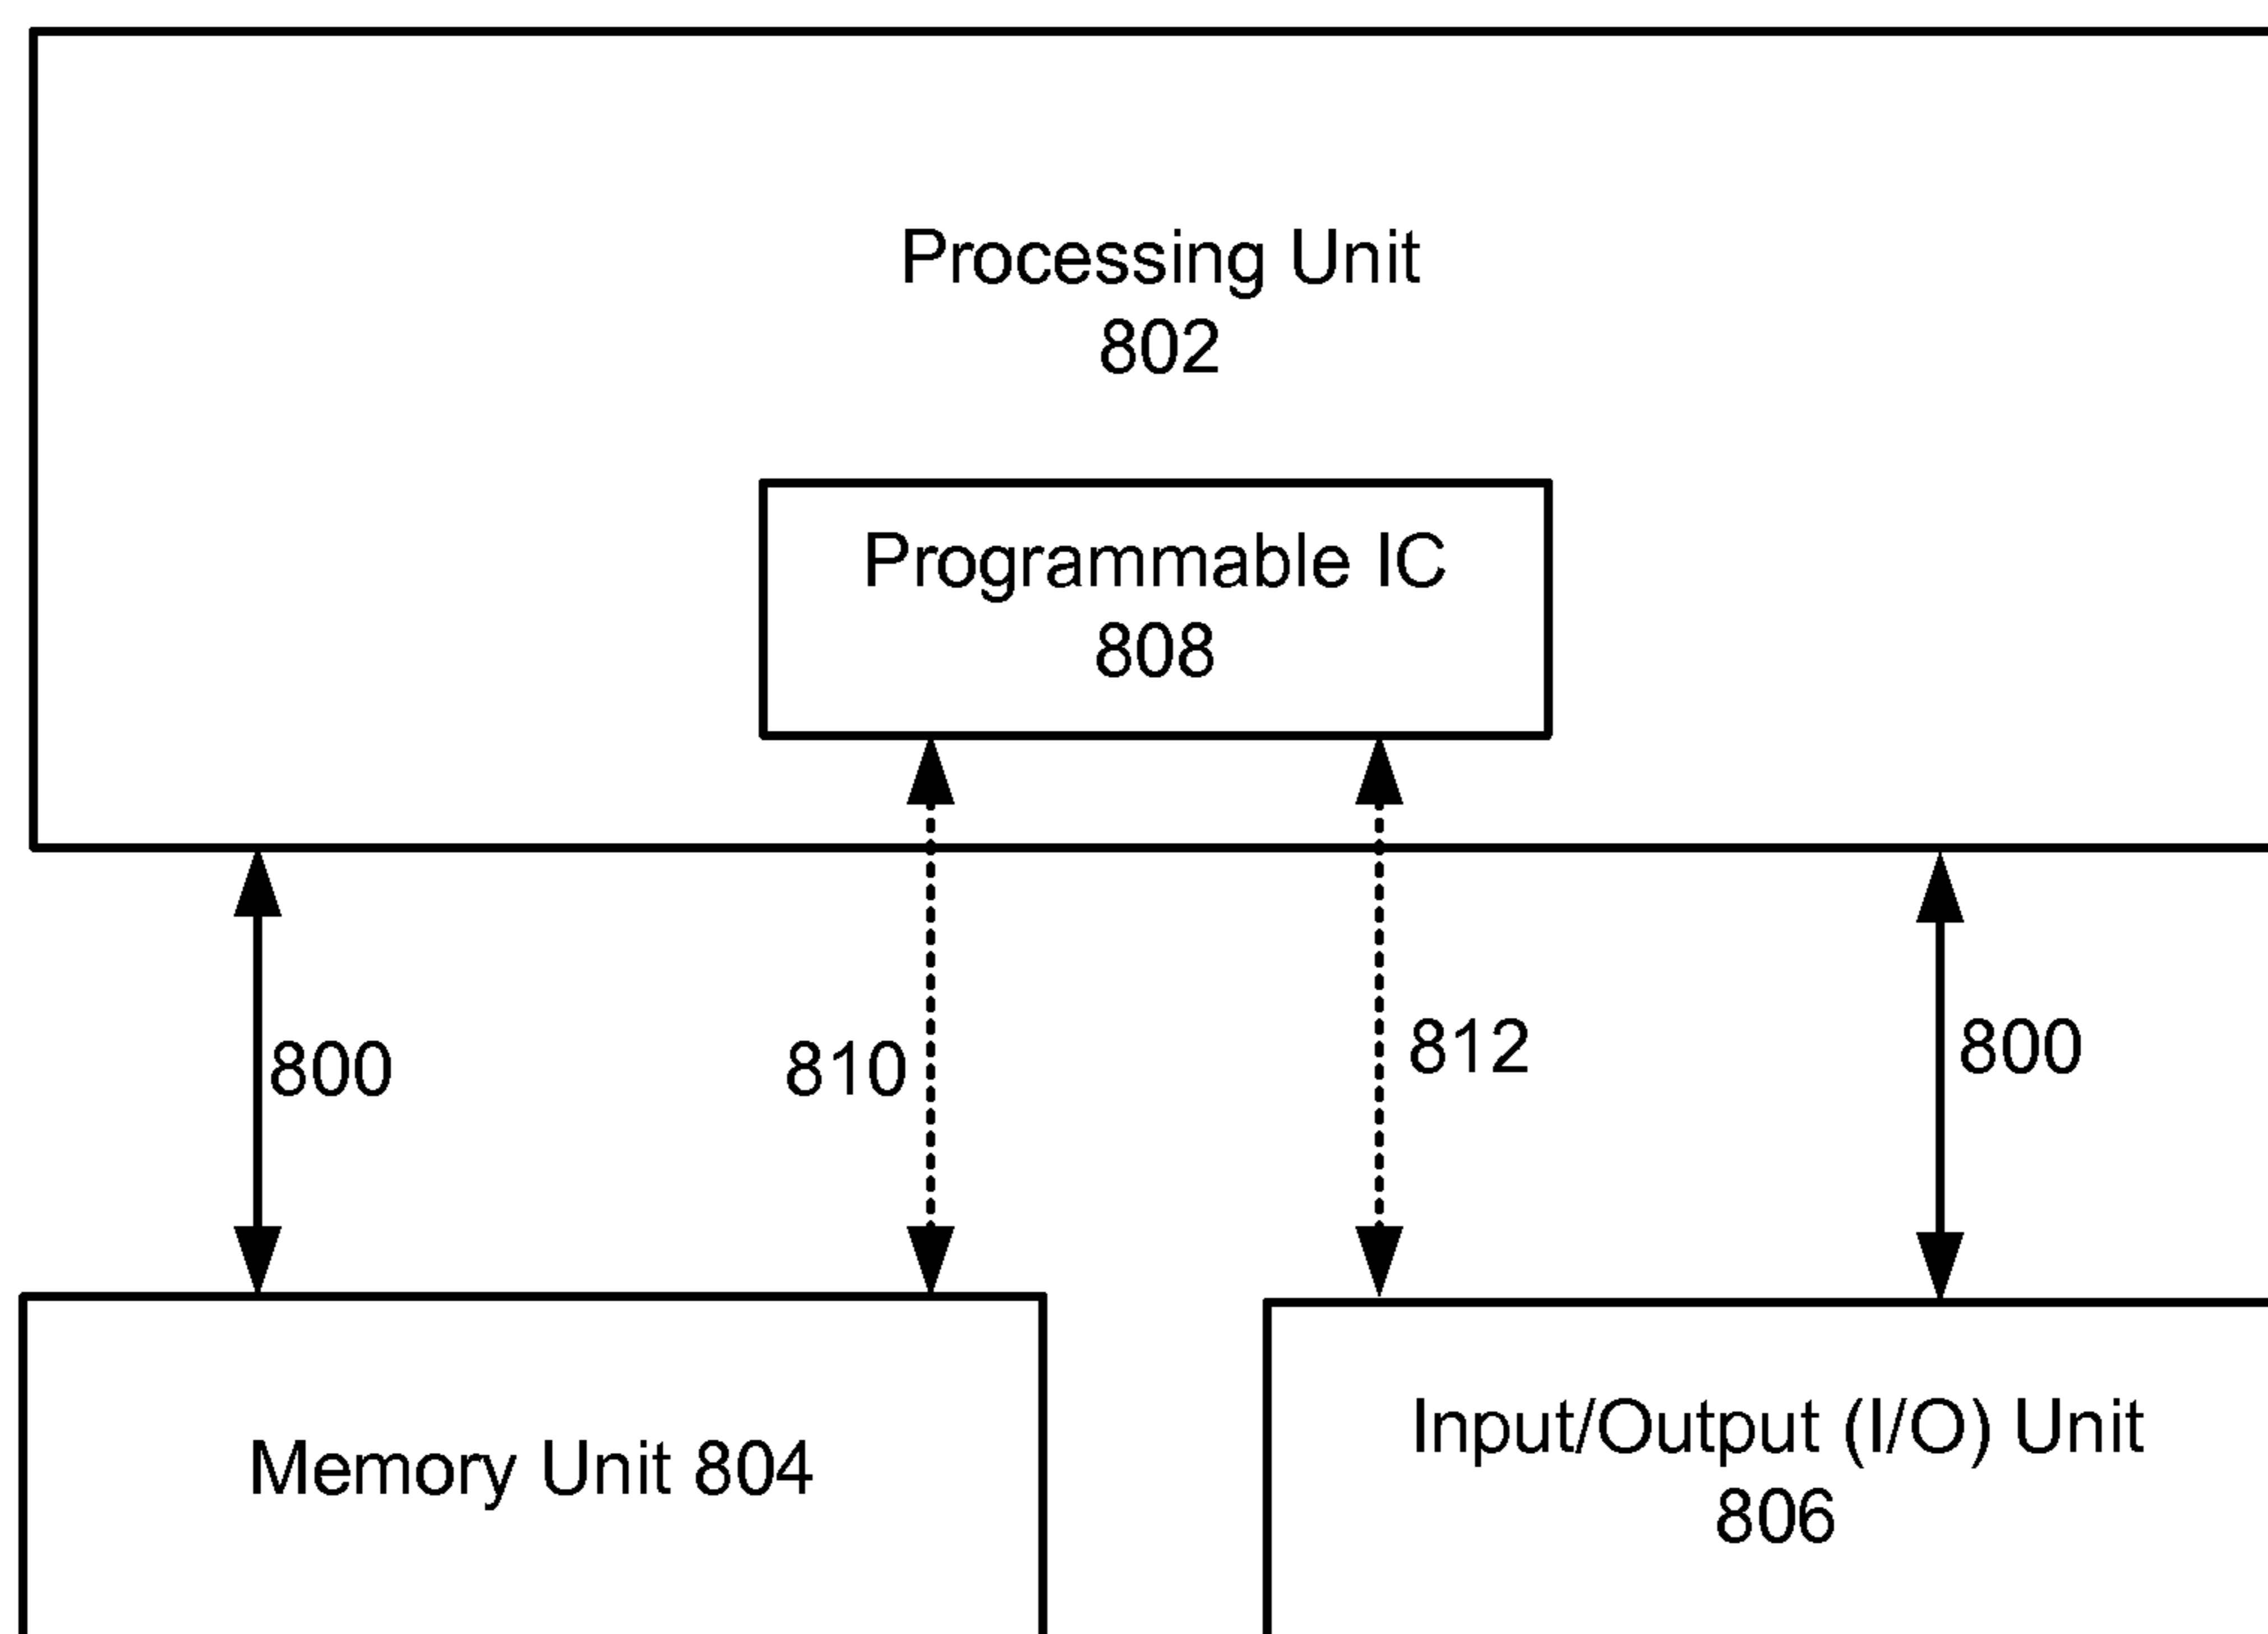 Processing Unit
802
Programmable IC
808
800
810
812
800
Memory Unit 804
Input/Output (I/O) Unit
806